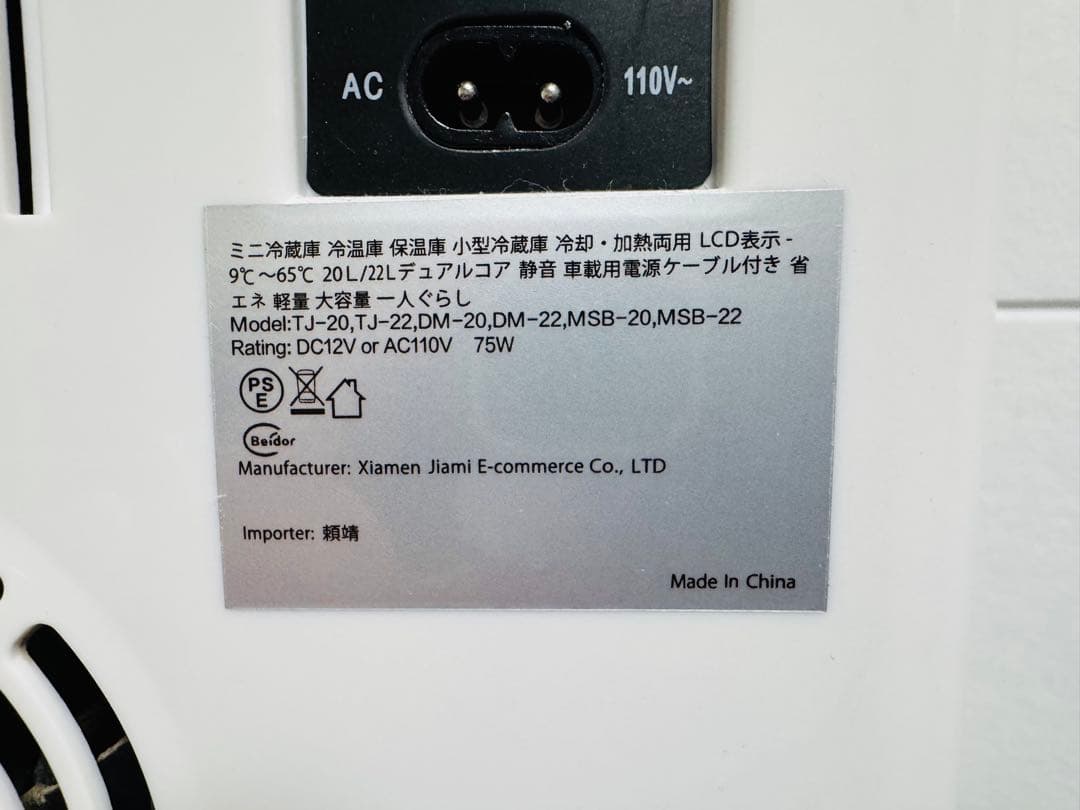 AC 110V~
ミニ冷蔵庫 冷温庫 保温庫 小型冷蔵庫 冷却・加熱両用 LCD表示 -
9℃～65℃ 20L/22Lデュアルコア 静音 車載用電源ケーブル付き 省
エネ 軽量 大容量 一人ぐらし
Model:TJ-20,TJ-22,DM-20,DM-22,MSB-20,MSB-22
Rating: DC12V or AC110V 75W
PS
E
Beidor
Manufacturer: Xiamen Jiami E-commerce Co., LTD
Importer: 頼靖
Made In China